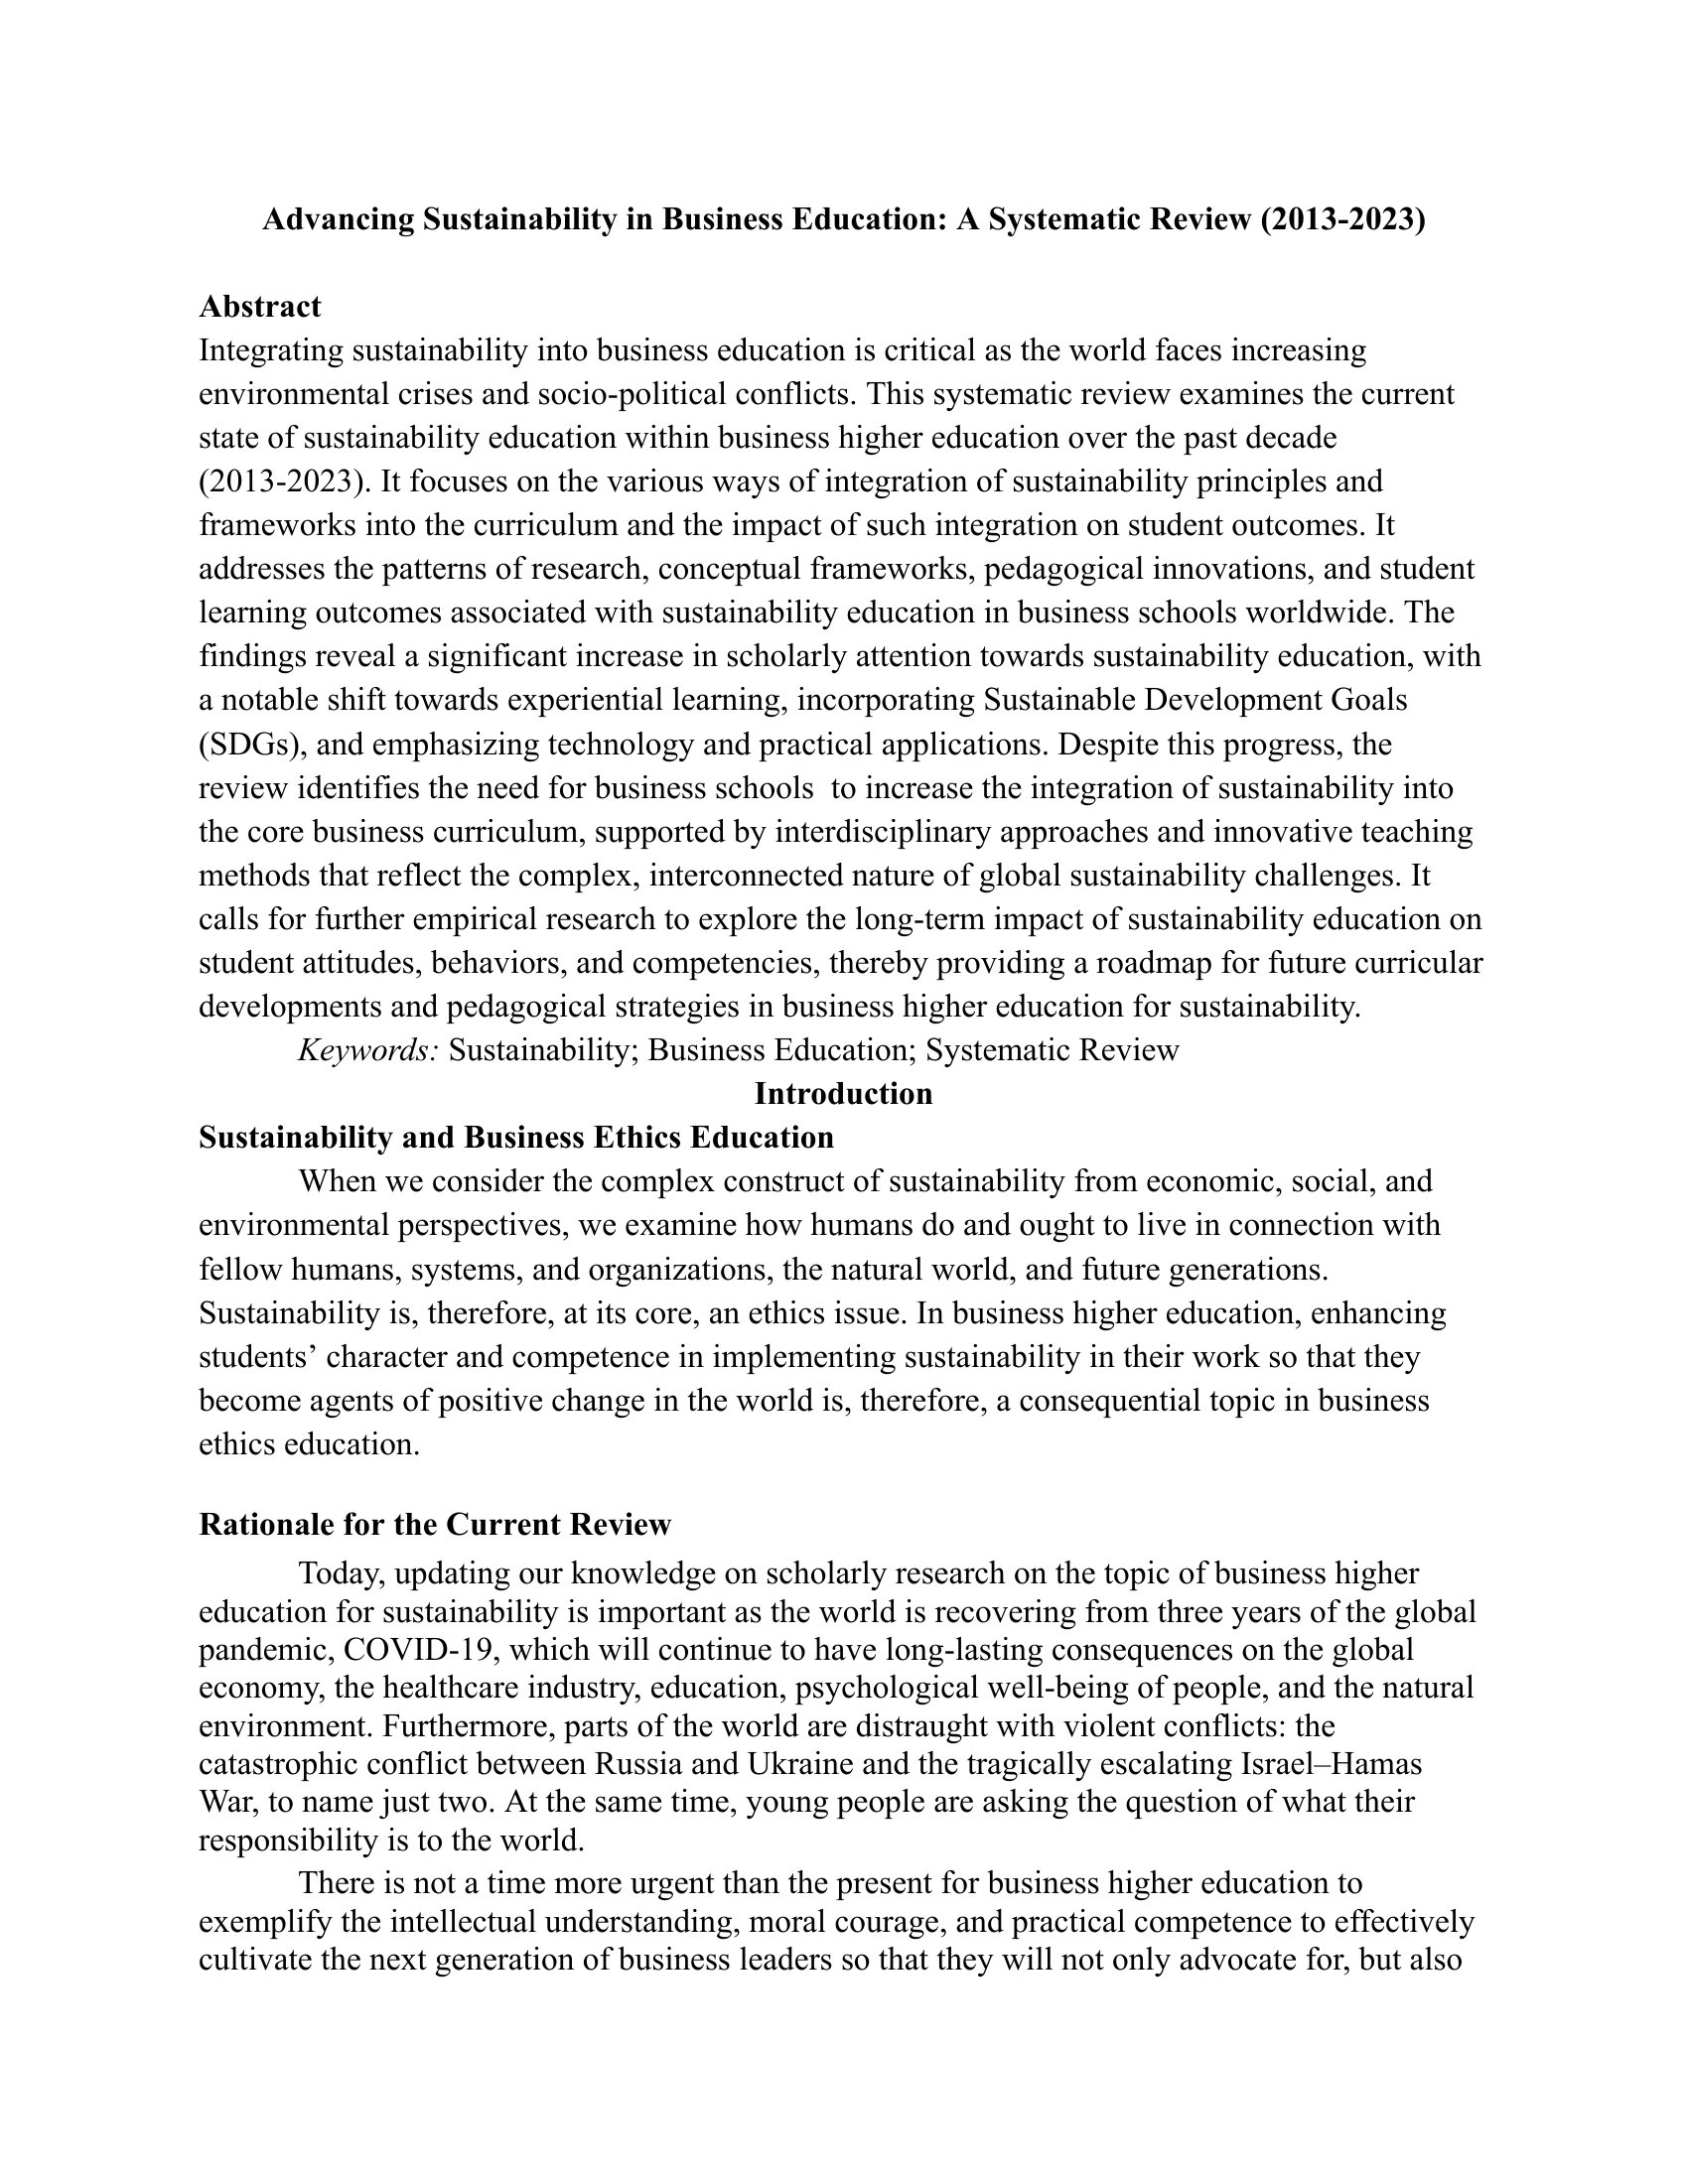 Advancing Sustainability in Business Education: A Systematic Review (2013-2023)
Abstract
Integrating sustainability into business education is critical as the world faces increasing
environmental crises and socio-political conflicts. This systematic review examines the current
state of sustainability education within business higher education over the past decade
(2013-2023). It focuses on the various ways of integration of sustainability principles and
frameworks into the curriculum and the impact of such integration on student outcomes. It
addresses the patterns of research, conceptual frameworks, pedagogical innovations, and student
learning outcomes associated with sustainability education in business schools worldwide. The
findings reveal a significant increase in scholarly attention towards sustainability education, with
a notable shift towards experiential learning, incorporating Sustainable Development Goals
(SDGs), and emphasizing technology and practical applications. Despite this progress, the
review identifies the need for business schools  to increase the integration of sustainability into
the core business curriculum, supported by interdisciplinary approaches and innovative teaching
methods that reflect the complex, interconnected nature of global sustainability challenges. It
calls for further empirical research to explore the long-term impact of sustainability education on
student attitudes, behaviors, and competencies, thereby providing a roadmap for future curricular
developments and pedagogical strategies in business higher education for sustainability.
Keywords: Sustainability; Business Education; Systematic Review
Introduction
Sustainability and Business Ethics Education
When we consider the complex construct of sustainability from economic, social, and
environmental perspectives, we examine how humans do and ought to live in connection with
fellow humans, systems, and organizations, the natural world, and future generations.
Sustainability is, therefore, at its core, an ethics issue. In business higher education, enhancing
students’ character and competence in implementing sustainability in their work so that they
become agents of positive change in the world is, therefore, a consequential topic in business
ethics education.
Rationale for the Current Review
Today, updating our knowledge on scholarly research on the topic of business higher
education for sustainability is important as the world is recovering from three years of the global
pandemic, COVID-19, which will continue to have long-lasting consequences on the global
economy, the healthcare industry, education, psychological well-being of people, and the natural
environment. Furthermore, parts of the world are distraught with violent conflicts: the
catastrophic conflict between Russia and Ukraine and the tragically escalating Israel–Hamas
War, to name just two. At the same time, young people are asking the question of what their
responsibility is to the world.
There is not a time more urgent than the present for business higher education to
exemplify the intellectual understanding, moral courage, and practical competence to effectively
cultivate the next generation of business leaders so that they will not only advocate for, but also